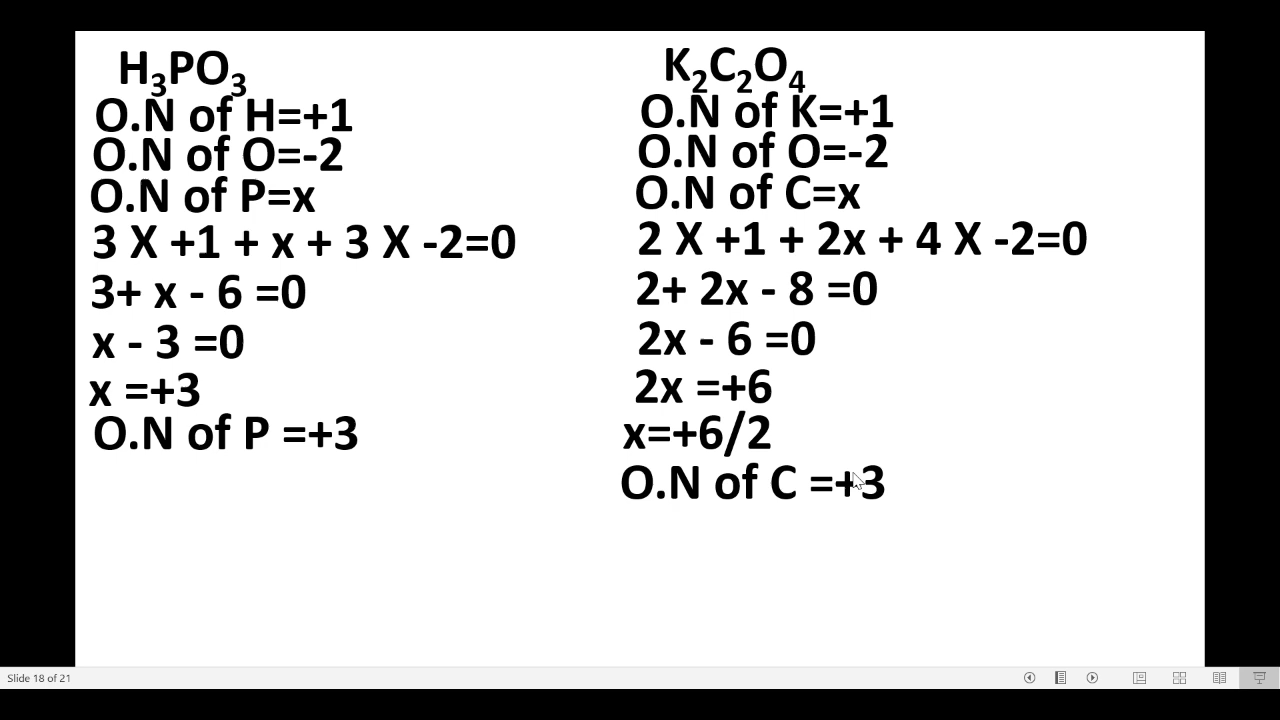 H₃PO₃
O.N of H=+1
O.N of O=-2
O.N of P=x
3 X +1 + x + 3 X -2=0
3+ x - 6 =0
x - 3 =0
x =+3
O.N of P =+3
K₂C₂O₄
O.N of K=+1
O.N of O=-2
O.N of C=x
2 X +1 + 2x + 4 X -2=0
2+ 2x - 8 =0
2x - 6 =0
2x =+6
x=+6/2
O.N of C =+3
Slide 18 of 21